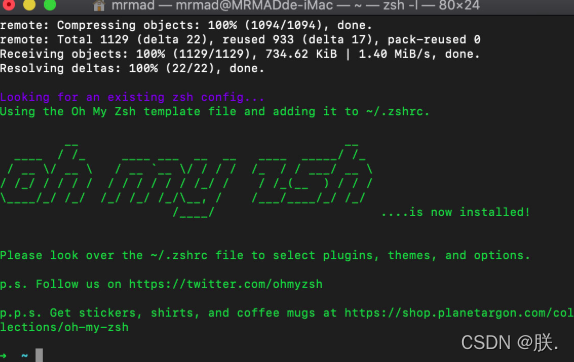 mrmad — mrmad@MRMADde-iMac — ~ — zsh -l — 80×24
remote: Compressing objects: 100% (1094/1094), done.
remote: Total 1129 (delta 22), reused 933 (delta 17), pack-reused 0
Receiving objects: 100% (1129/1129), 734.62 KiB | 1.40 MiB/s, done.
Resolving deltas: 100% (22/22), done.
Looking for an existing zsh config...
Using the Oh My Zsh template file and adding it to ~/.zshrc.
oh my zsh
....is now installed!
Please look over the ~/.zshrc file to select plugins, themes, and options.
p.s. Follow us on https://twitter.com/ohmyzsh
p.p.s. Get stickers, shirts, and coffee mugs at https://shop.planetargon.com/col
lections/oh-my-zsh
➜ ~
CSDN @朕.